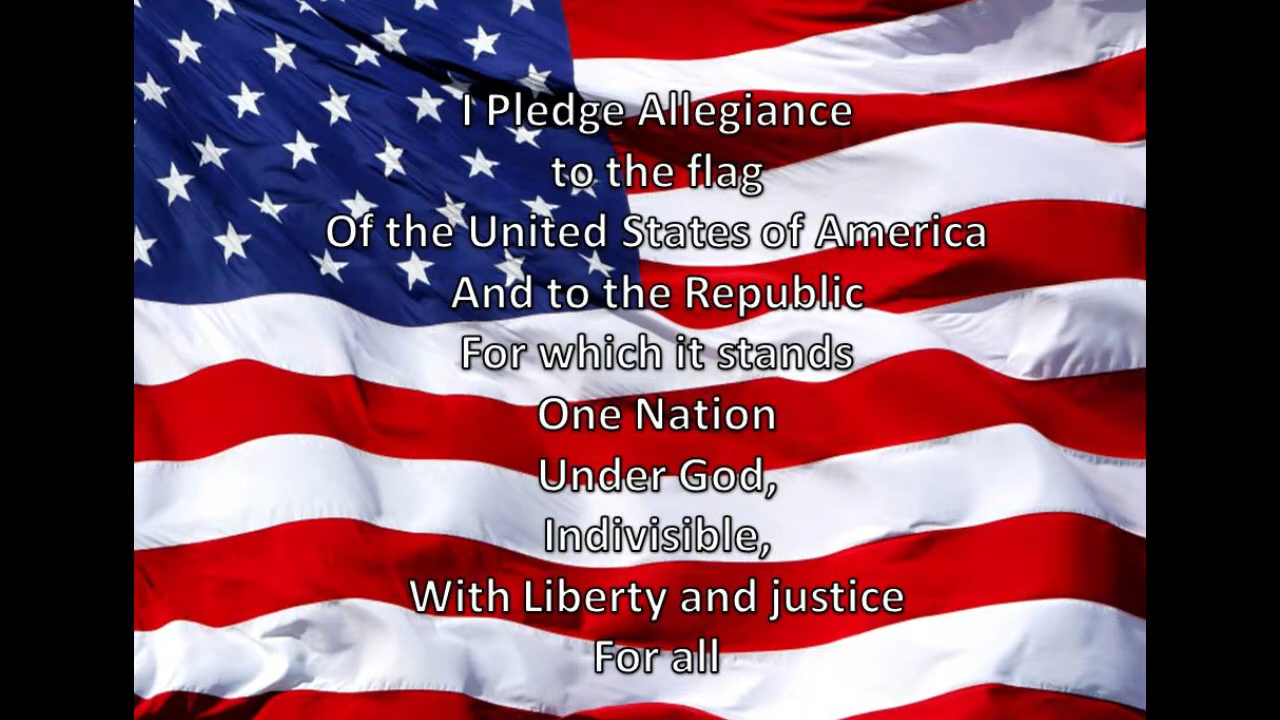 I Pledge Allegiance
to the flag
Of the United States of America
And to the Republic
For which it stands
One Nation
Under God,
Indivisible,
With Liberty and justice
For all